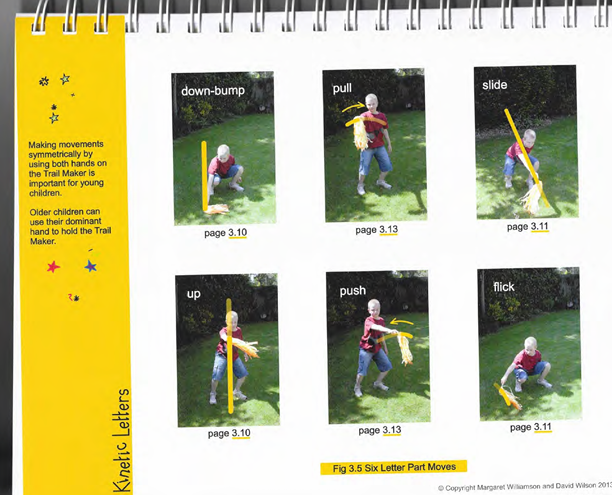 Making movements
symmetrically by
using both hands on
the Trail Maker is
important for young
children.
Older children can
use their dominant
hand to hold the Trail
Maker.
Kinetic Letters
down-bump
page 3.10
pull
page 3.13
slide
page 3.11
up
page 3.10
push
page 3.13
flick
page 3.11
Fig 3.5 Six Letter Part Moves
© Copyright Margaret Williamson and David Wilson 2013